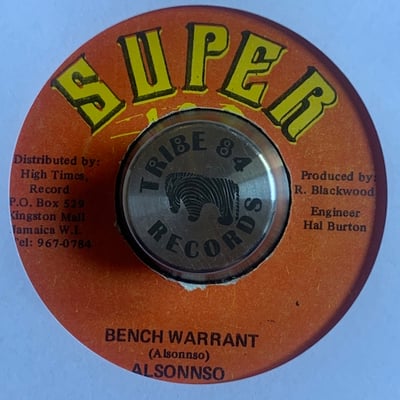 SUPER
TRIBE 84
RECORDS
Distributed by:
High Times,
Record
P.O. Box 529
Kingston Mall
Jamaica W.I.
Tel: 967-0784
Produced by:
R. Blackwood
Engineer
Hal Burton
BENCH WARRANT
(Alsonnso)
ALSONNSO